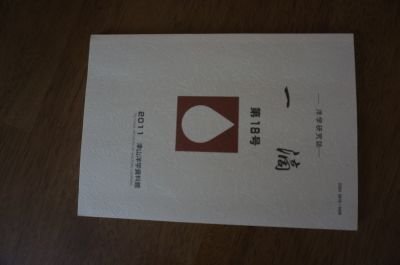 —洋学研究誌—
一滴
第18号
2011 津山洋学資料館